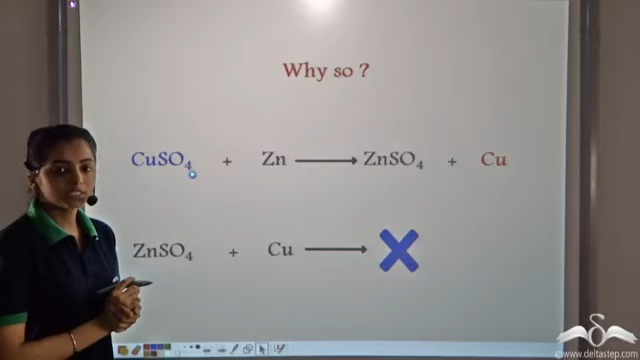 Why so ?
CuSO₄ + Zn ⟶ ZnSO₄ + Cu
ZnSO₄ + Cu ⟶ ✕
©www.deltastep.com